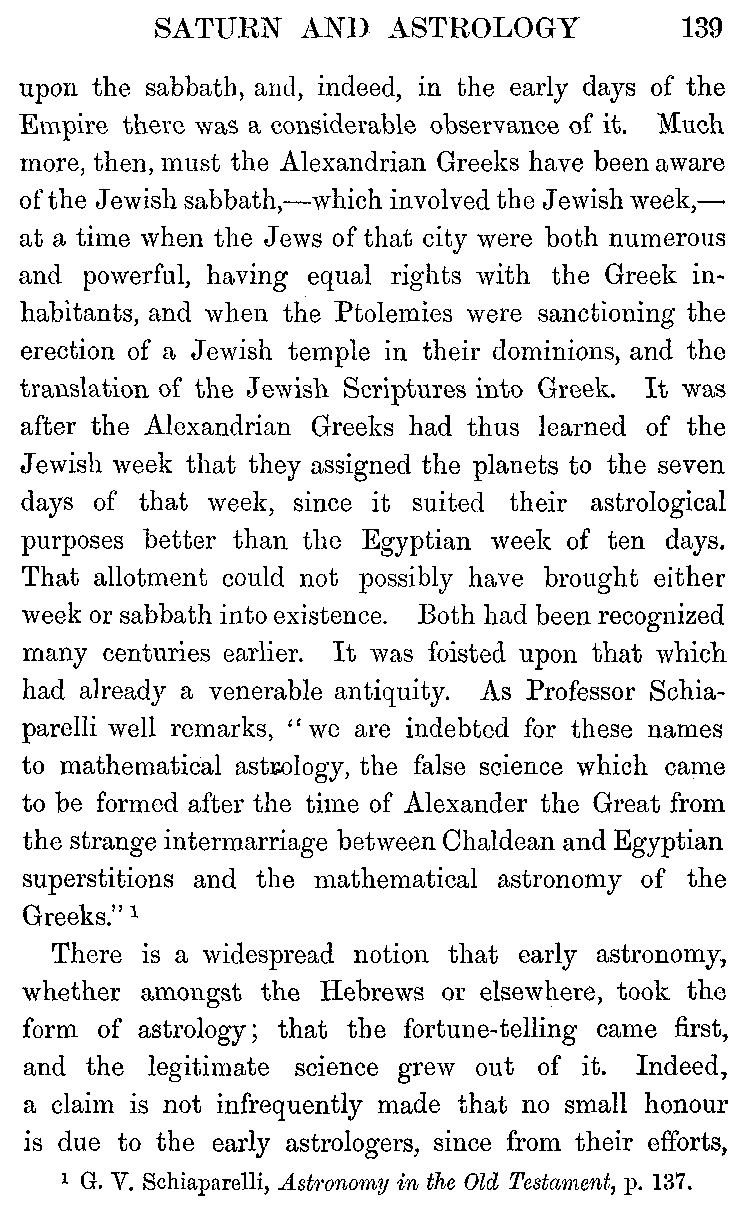 SATURN AND ASTROLOGY 139
upon the sabbath, and, indeed, in the early days of the
Empire there was a considerable observance of it. Much
more, then, must the Alexandrian Greeks have been aware
of the Jewish sabbath,—which involved the Jewish week,—
at a time when the Jews of that city were both numerous
and powerful, having equal rights with the Greek in-
habitants, and when the Ptolemies were sanctioning the
erection of a Jewish temple in their dominions, and the
translation of the Jewish Scriptures into Greek. It was
after the Alexandrian Greeks had thus learned of the
Jewish week that they assigned the planets to the seven
days of that week, since it suited their astrological
purposes better than the Egyptian week of ten days.
That allotment could not possibly have brought either
week or sabbath into existence. Both had been recognized
many centuries earlier. It was foisted upon that which
had already a venerable antiquity. As Professor Schia-
parelli well remarks, "we are indebted for these names
to mathematical astrology, the false science which came
to be formed after the time of Alexander the Great from
the strange intermarriage between Chaldean and Egyptian
superstitions and the mathematical astronomy of the
Greeks." ¹
There is a widespread notion that early astronomy,
whether amongst the Hebrews or elsewhere, took the
form of astrology; that the fortune-telling came first,
and the legitimate science grew out of it. Indeed,
a claim is not infrequently made that no small honour
is due to the early astrologers, since from their efforts,
¹ G. V. Schiaparelli, Astronomy in the Old Testament, p. 137.